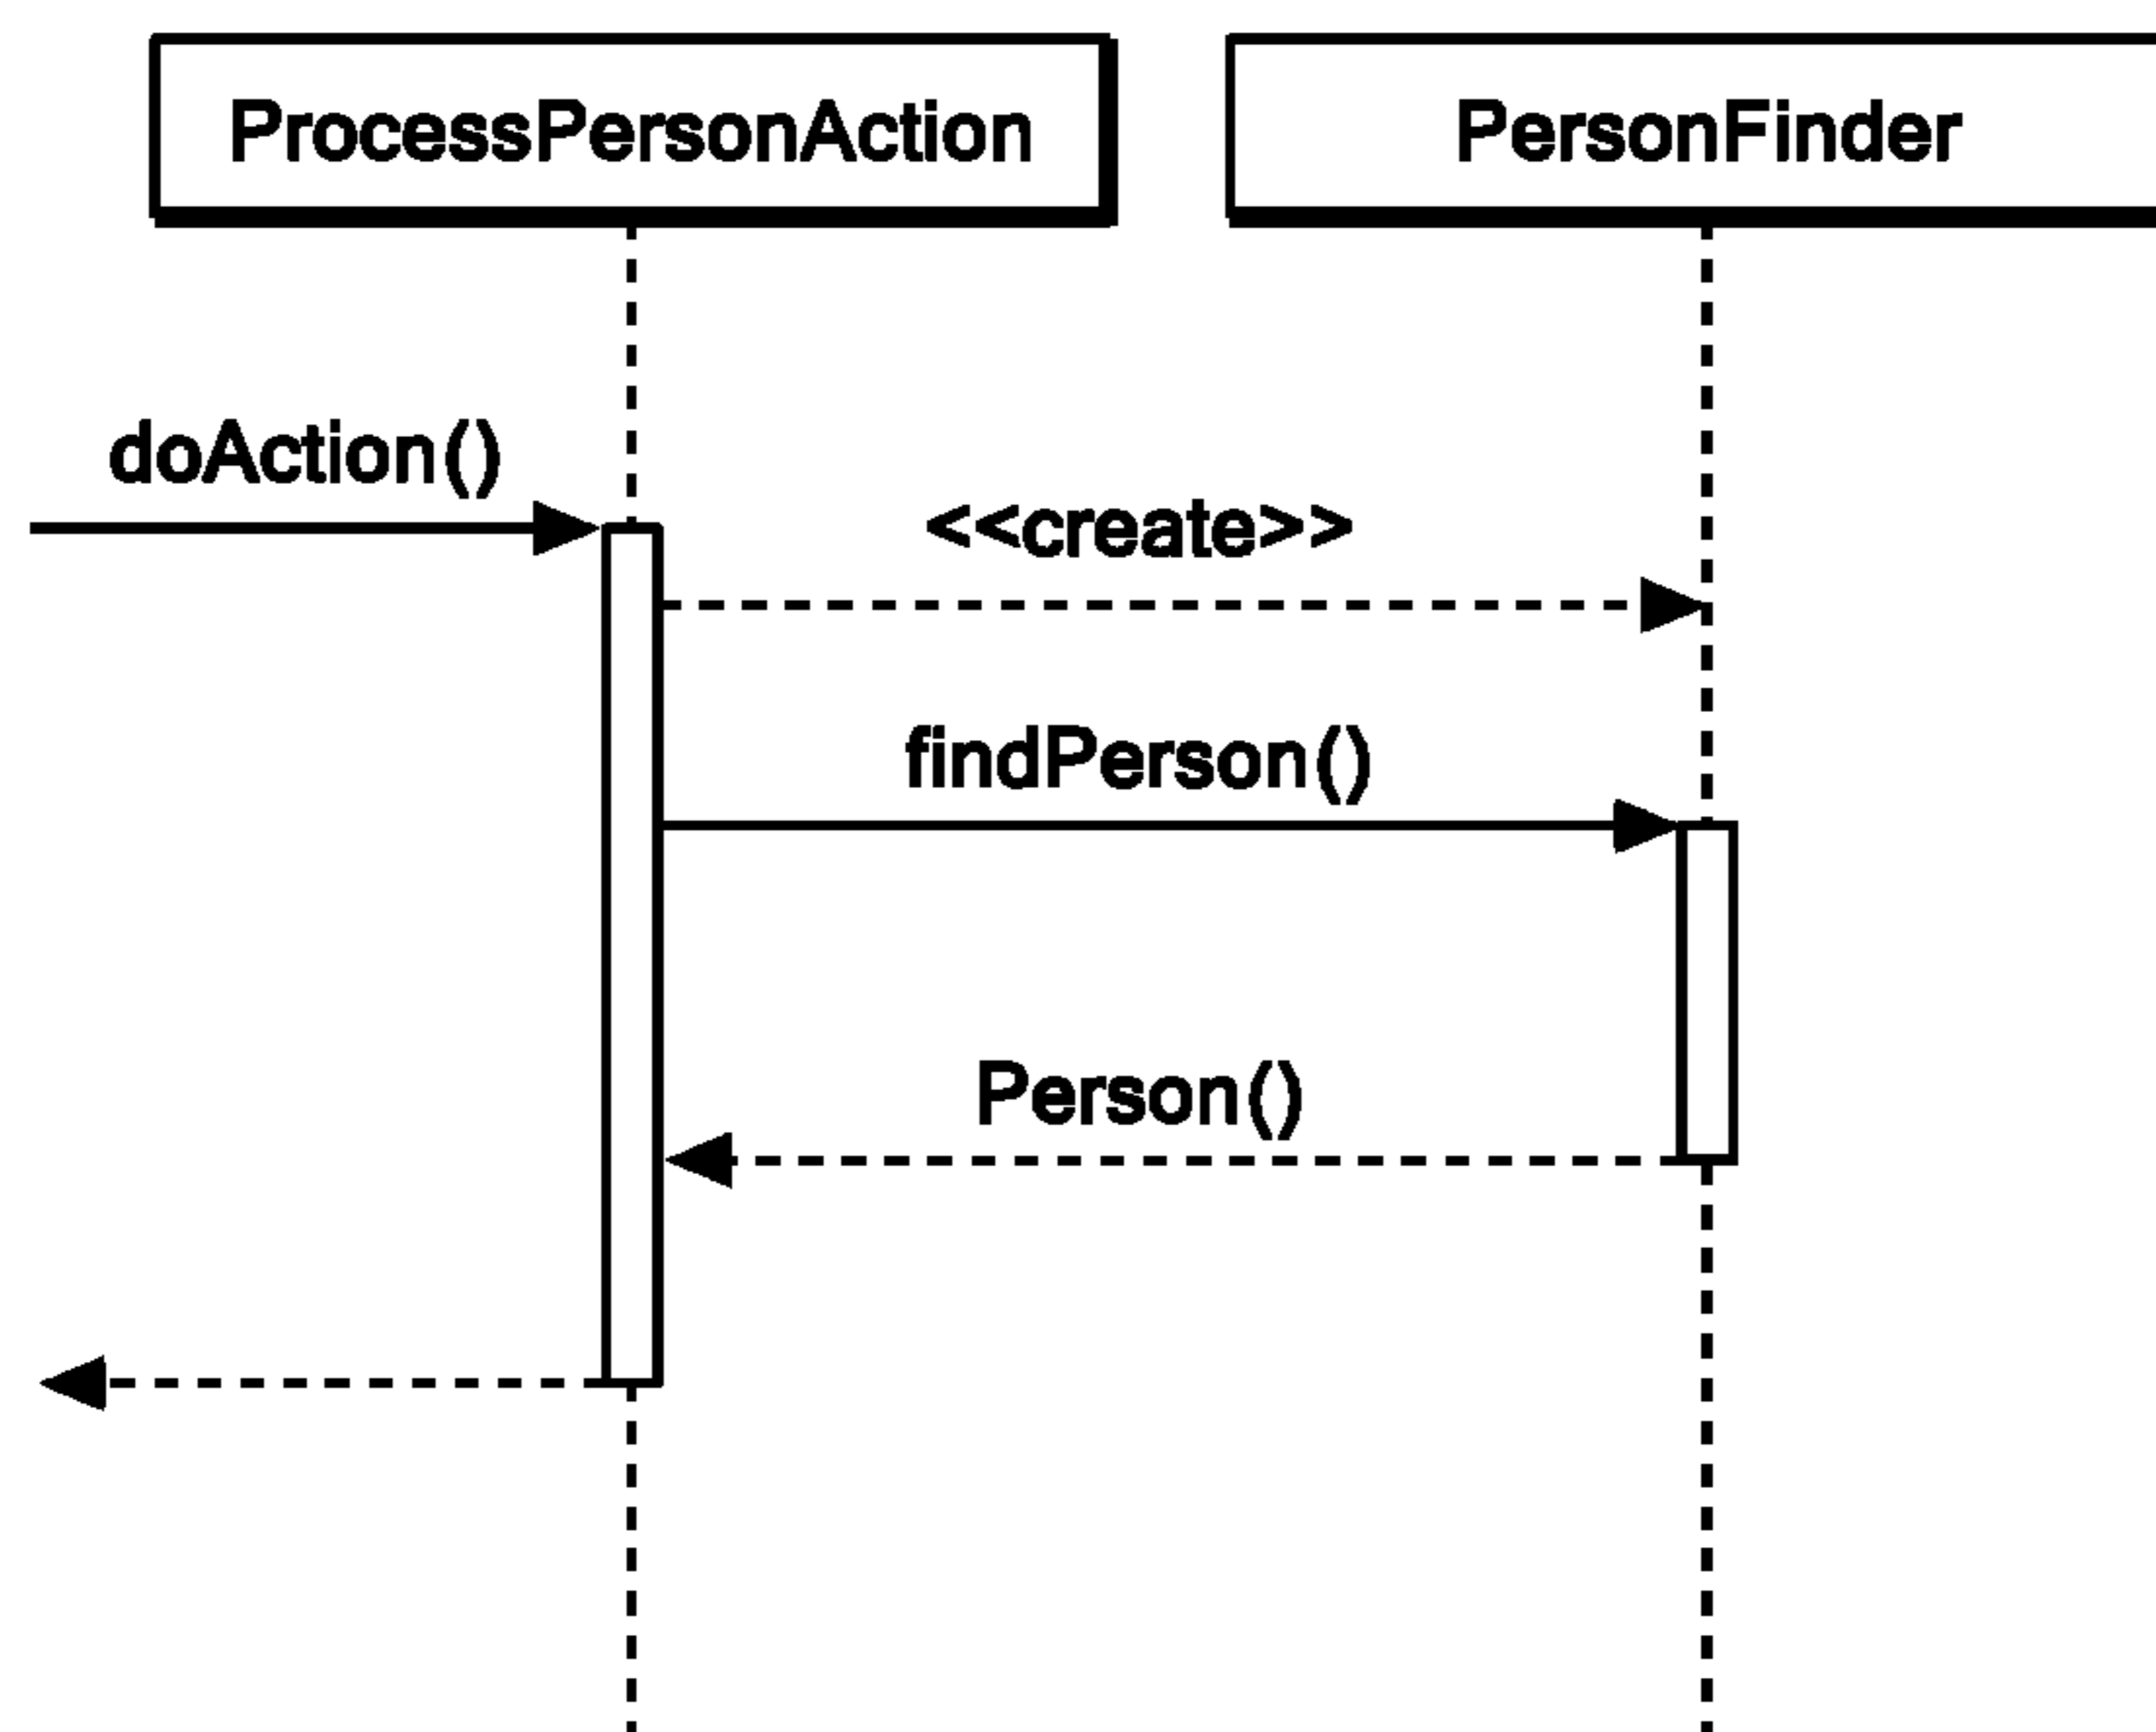 ProcessPersonAction
PersonFinder
doAction()
<<create>>
findPerson()
Person()